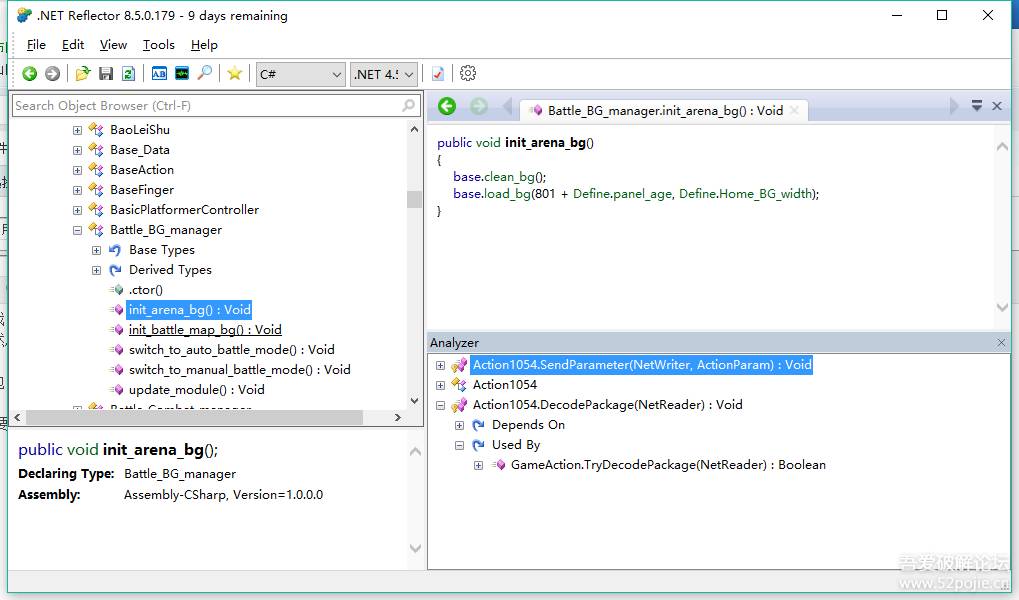 .NET Reflector 8.5.0.179 - 9 days remaining
File Edit View Tools Help
C# .NET 4.5
Search Object Browser (Ctrl-F)
BaoLeiShu
Base_Data
BaseAction
BaseFinger
BasicPlatformerController
Battle_BG_manager
Base Types
Derived Types
.ctor()
init_arena_bg() : Void
init_battle_map_bg() : Void
switch_to_auto_battle_mode() : Void
switch_to_manual_battle_mode() : Void
update_module() : Void
Battle_Combat_manager
public void init_arena_bg();
Declaring Type: Battle_BG_manager
Assembly: Assembly-CSharp, Version=1.0.0.0
Battle_BG_manager.init_arena_bg() : Void
public void init_arena_bg()
{
base.clean_bg();
base.load_bg(801 + Define.panel_age, Define.Home_BG_width);
}
Analyzer
Action1054.SendParameter(NetWriter, ActionParam) : Void
Action1054
Action1054.DecodePackage(NetReader) : Void
Depends On
Used By
GameAction.TryDecodePackage(NetReader) : Boolean
吾爱破解论坛
www.52pojie.cn